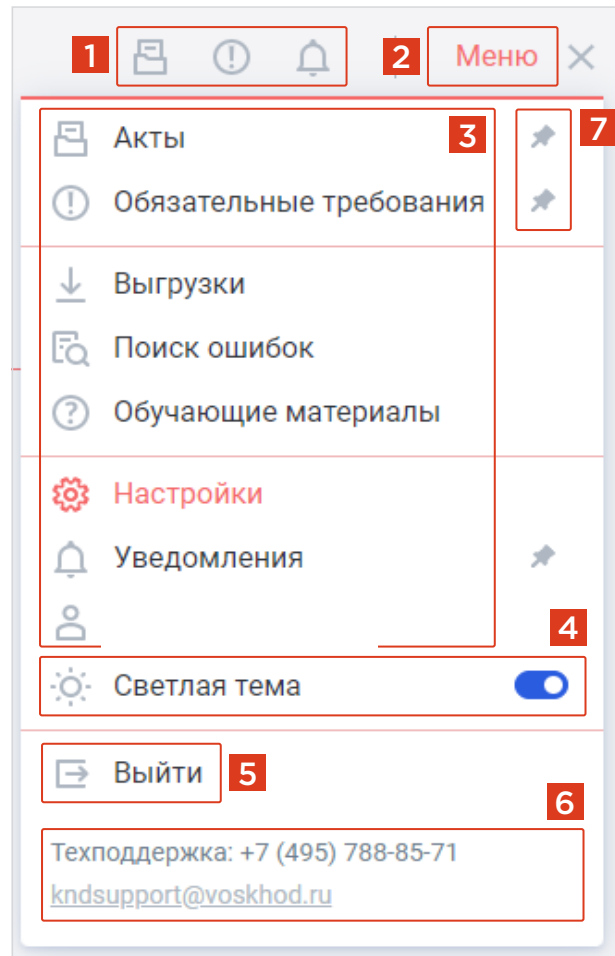 1 2 Меню
Акты 3 7
Обязательные требования
Выгрузки
Поиск ошибок
Обучающие материалы
Настройки
Уведомления
4
Светлая тема
Выйти 5
6
Техподдержка: +7 (495) 788-85-71
kndsupport@voskhod.ru